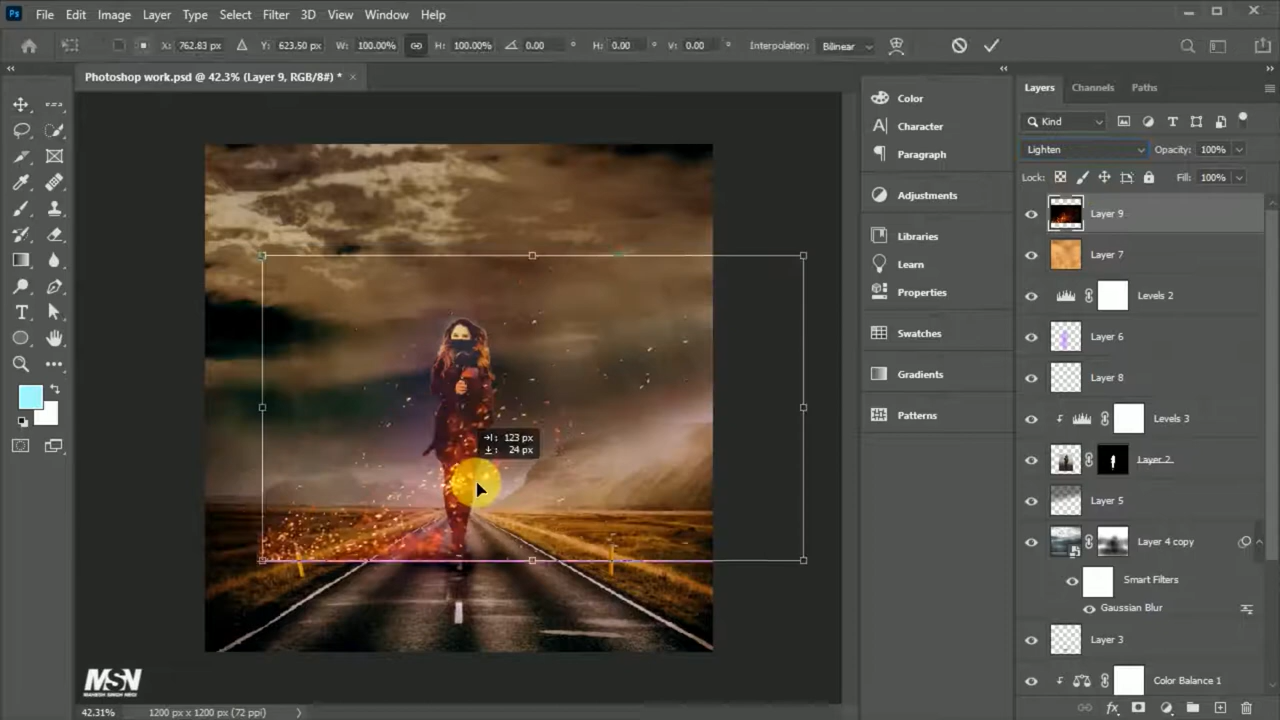 Ps File Edit Image Layer Type Select Filter 3D View Window Help
X: 762.83 px Y: 623.50 px W: 100.00% H: 100.00% 0.00 ° H: 0.00 ° V: 0.00 ° Interpolation: Bilinear
Photoshop work.psd @ 42.3% (Layer 9, RGB/8#) * ×
Color
Character
Paragraph
Adjustments
Libraries
Learn
Properties
Swatches
Gradients
Patterns
Layers Channels Paths
Kind
Lighten Opacity: 100%
Lock: Fill: 100%
Layer 9
Layer 7
Levels 2
Layer 6
Layer 8
Levels 3
Layer 2
Layer 5
Layer 4 copy
Smart Filters
Gaussian Blur
Layer 3
Color Balance 1
: 123 px
: 24 px
MSN
MAHESH SINGH NEGI
42.31% 1200 px x 1200 px (72 ppi)